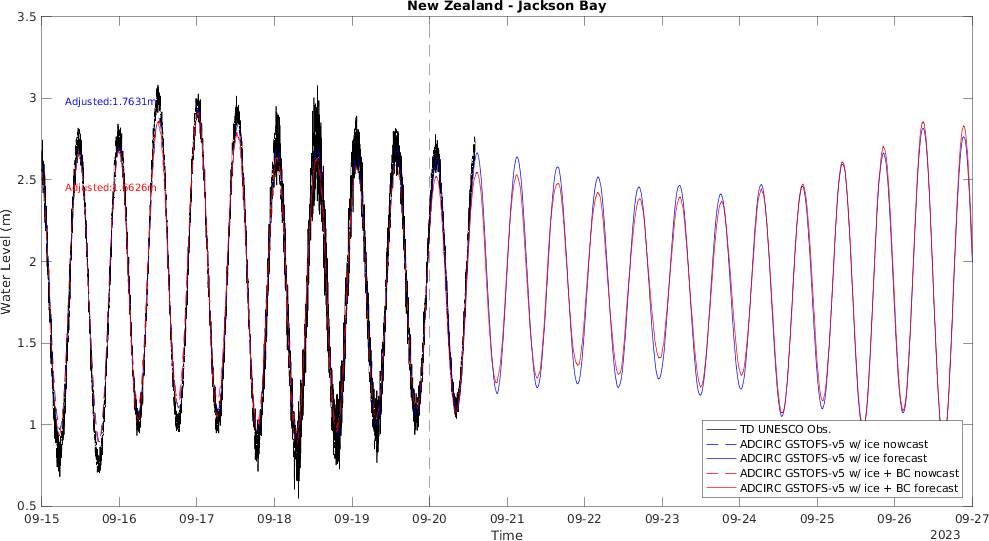 New Zealand - Jackson Bay
3.5
3
2.5
2
1.5
1
0.5
Water Level (m)
Adjusted:1.7631m
Adjusted:1.6626m
TD UNESCO Obs.
ADCIRC GSTOFS-v5 w/ ice nowcast
ADCIRC GSTOFS-v5 w/ ice forecast
ADCIRC GSTOFS-v5 w/ ice + BC nowcast
ADCIRC GSTOFS-v5 w/ ice + BC forecast
09-15 09-16 09-17 09-18 09-19 09-20 09-21 09-22 09-23 09-24 09-25 09-26 09-27
Time
2023